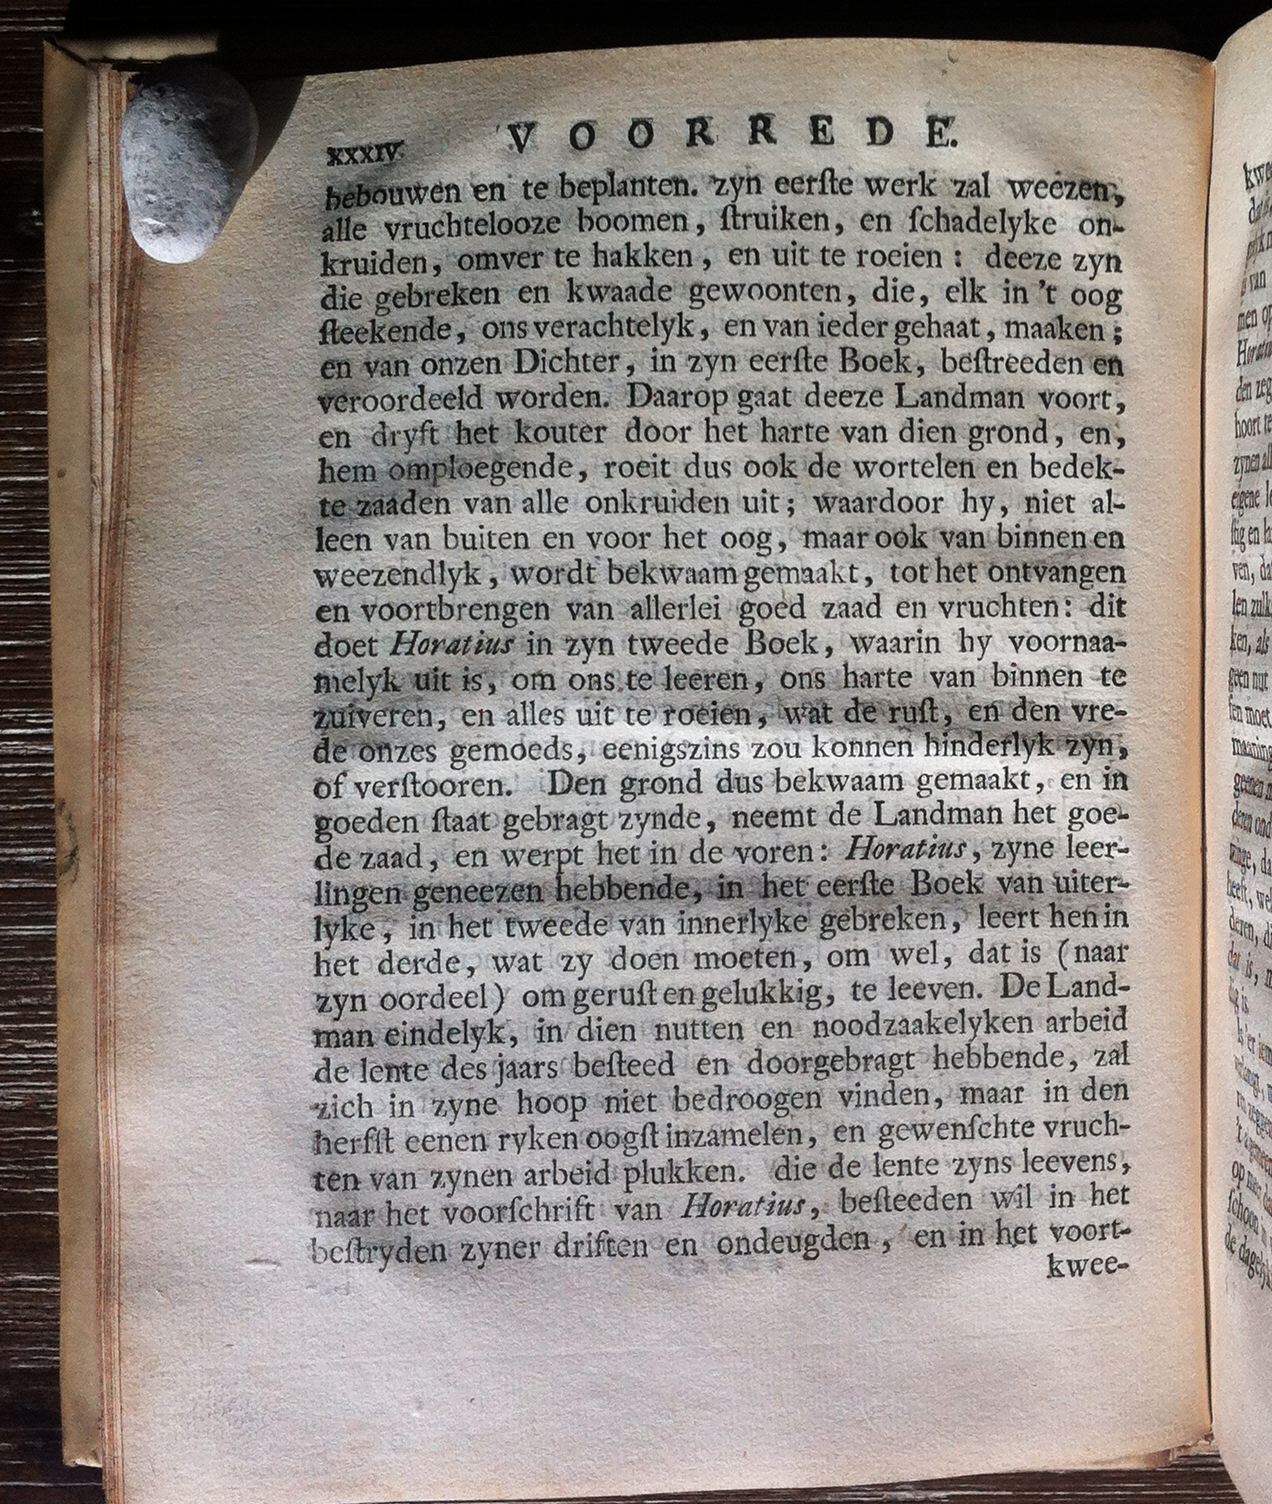 xxxiv V O O R R E D E.
bebouwen en te beplanten. zyn eerſte werk zal weezen,
alle vruchtelooze boomen, ſtruiken, en ſchadelyke on-
kruiden, omver te hakken, en uit te roeien: deeze zyn
die gebreken en kwaade gewoonten, die, elk in 't oog
ſteekende, ons verachtelyk, en van ieder gehaat, maaken;
en van onzen Dichter, in zyn eerſte Boek, beſtreeden en
veroordeeld worden. Daarop gaat deeze Landman voort,
en dryft het kouter door het harte van dien grond, en,
hem omploegende, roeit dus ook de wortelen en bedek-
te zaaden van alle onkruiden uit; waardoor hy, niet al-
leen van buiten en voor het oog, maar ook van binnen en
weezendlyk, wordt bekwaam gemaakt, tot het ontvangen
en voortbrengen van allerlei goed zaad en vruchten: dit
doet Horatius in zyn tweede Boek, waarin hy voornaa-
melyk uit is, om ons te leeren, ons harte van binnen te
zuiveren, en alles uit te roeien, wat de ruſt, en den vre-
de onzes gemoeds, eenigszins zou konnen hinderlyk zyn,
of verſtooren. Den grond dus bekwaam gemaakt, en in
goeden ſtaat gebragt zynde, neemt de Landman het goe-
de zaad, en werpt het in de voren: Horatius, zyne leer-
lingen geneezen hebbende, in het eerſte Boek van uiter-
lyke, in het tweede van innerlyke gebreken, leert hen in
het derde, wat zy doen moeten, om wel, dat is (naar
zyn oordeel) om geruſt en gelukkig, te leeven. De Land-
man eindelyk, in dien nutten en noodzaakelyken arbeid
de lente des jaars beſteed en doorgebragt hebbende, zal
zich in zyne hoop niet bedroogen vinden, maar in den
herfſt eenen ryken oogſt inzamelen, en gewenſchte vruch-
ten van zynen arbeid plukken. die de lente zyns leevens,
naar het voorſchrift van Horatius, beſteeden wil in het
beſtryden zyner driften en ondeugden, en in het voort-
kwee-